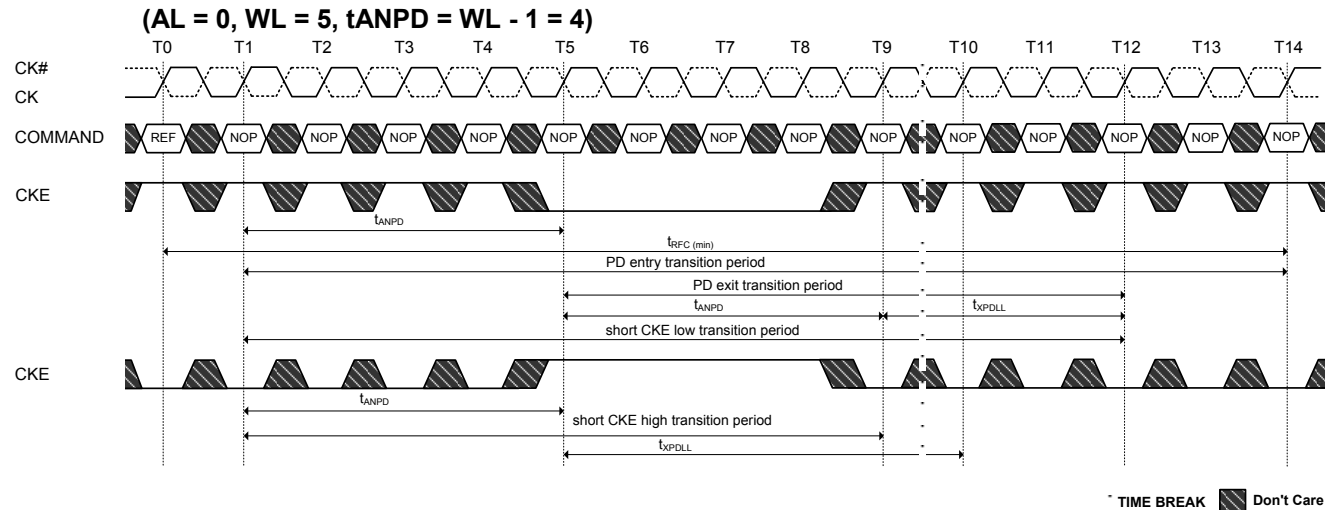 (AL = 0, WL = 5, tANPD = WL - 1 = 4)
T0 T1 T2 T3 T4 T5 T6 T7 T8 T9 T10 T11 T12 T13 T14
CK#
CK
COMMAND REF NOP NOP NOP NOP NOP NOP NOP NOP NOP NOP NOP NOP NOP NOP
CKE
tANPD
tRFC (min)
PD entry transition period
PD exit transition period
tANPD tXPDLL
short CKE low transition period
CKE
tANPD
short CKE high transition period
tXPDLL
TIME BREAK Don't Care